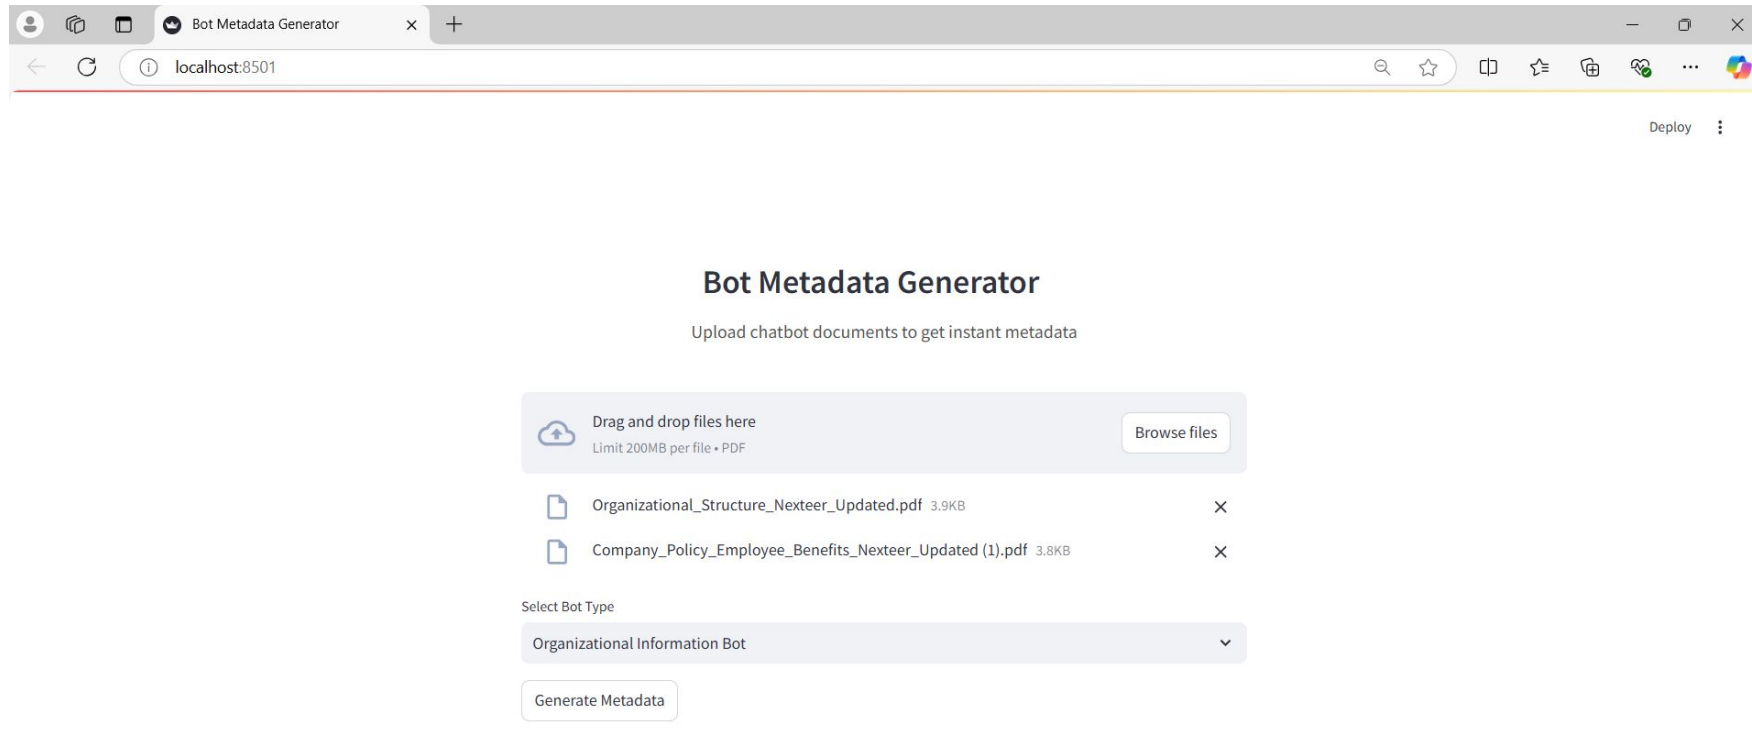 Bot Metadata Generator
localhost:8501
Deploy
Bot Metadata Generator
Upload chatbot documents to get instant metadata
Drag and drop files here
Limit 200MB per file • PDF
Browse files
Organizational_Structure_Nexteer_Updated.pdf 3.9KB
Company_Policy_Employee_Benefits_Nexteer_Updated (1).pdf 3.8KB
Select Bot Type
Organizational Information Bot
Generate Metadata